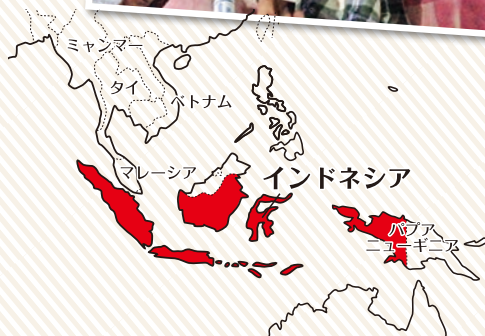 ミャンマー
タイ
ベトナム
マレーシア
インドネシア
パプア
ニューギニア